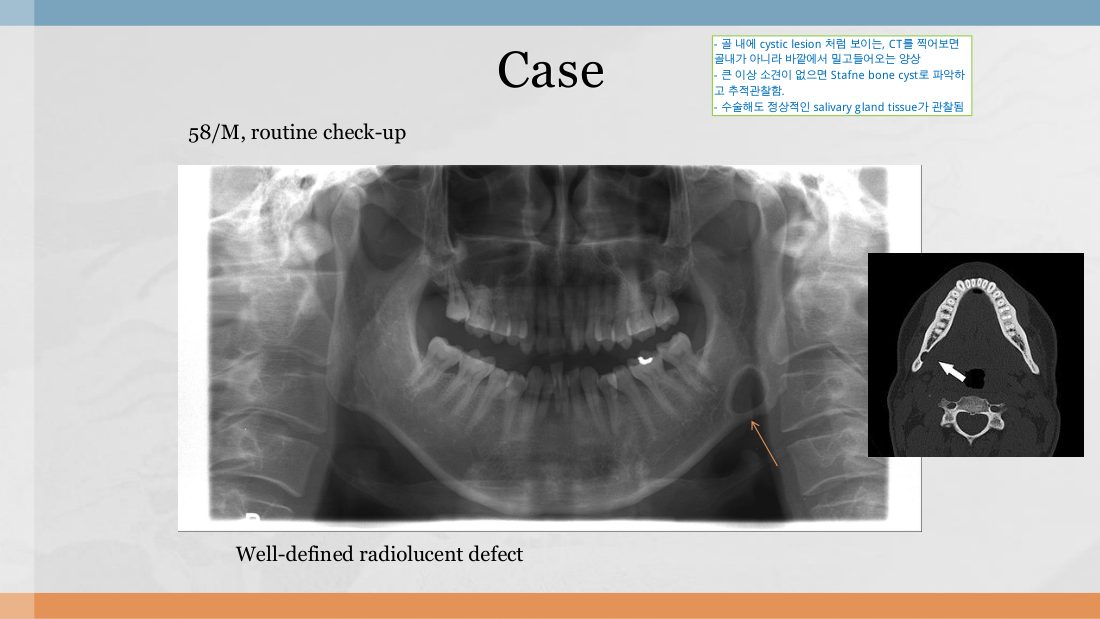 Case
- 골 내에 cystic lesion 처럼 보이는, CT를 찍어보면
골내가 아니라 바깥에서 밀고들어오는 양상
- 큰 이상 소견이 없으면 Stafne bone cyst로 파악하
고 추적관찰함.
- 수술해도 정상적인 salivary gland tissue가 관찰됨
58/M, routine check-up
Well-defined radiolucent defect